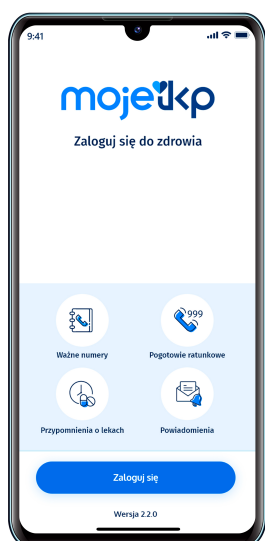 9:41
mojeikp
Zaloguj się do zdrowia
999
Ważne numery
Pogotowie ratunkowe
Przypomnienia o lekach
Powiadomienia
Zaloguj się
Wersja 2.2.0